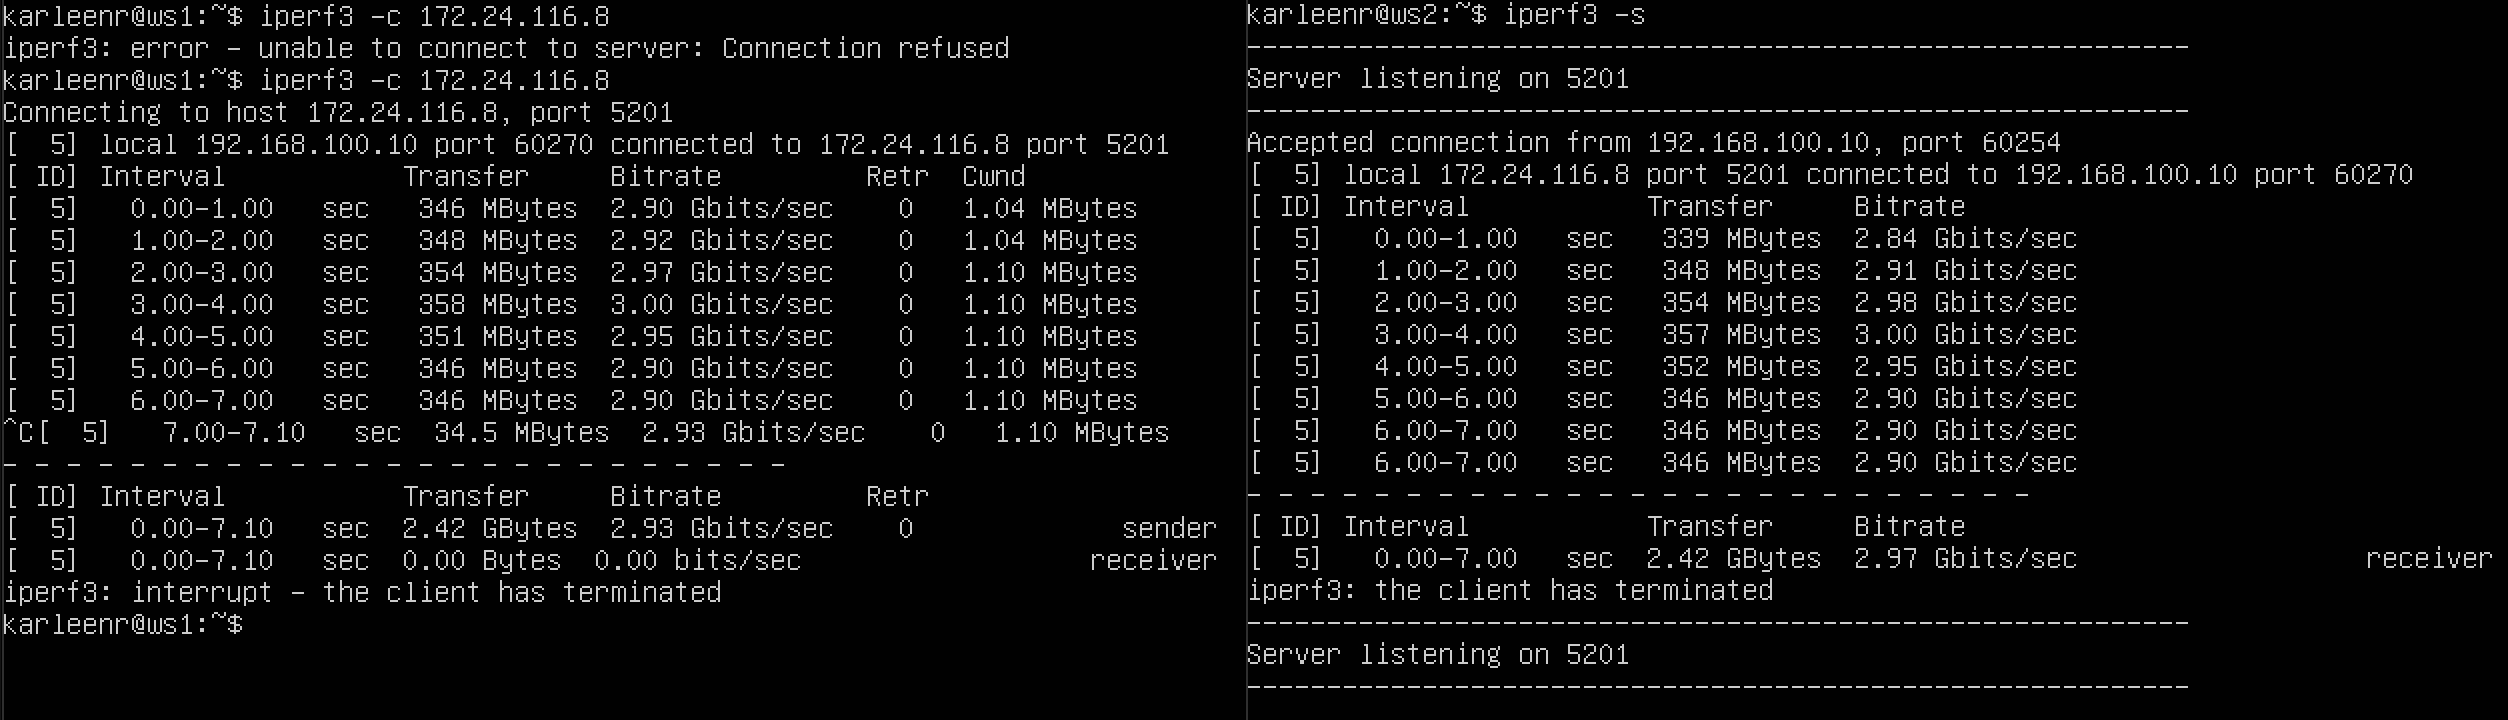 karleenr@ws1:~$ iperf3 -c 172.24.116.8
iperf3: error - unable to connect to server: Connection refused
karleenr@ws1:~$ iperf3 -c 172.24.116.8
Connecting to host 172.24.116.8, port 5201
[  5] local 192.168.100.10 port 60270 connected to 172.24.116.8 port 5201
[ ID] Interval           Transfer     Bitrate         Retr  Cwnd
[  5]   0.00-1.00   sec   346 MBytes  2.90 Gbits/sec    0   1.04 MBytes
[  5]   1.00-2.00   sec   348 MBytes  2.92 Gbits/sec    0   1.04 MBytes
[  5]   2.00-3.00   sec   354 MBytes  2.97 Gbits/sec    0   1.10 MBytes
[  5]   3.00-4.00   sec   358 MBytes  3.00 Gbits/sec    0   1.10 MBytes
[  5]   4.00-5.00   sec   351 MBytes  2.95 Gbits/sec    0   1.10 MBytes
[  5]   5.00-6.00   sec   346 MBytes  2.90 Gbits/sec    0   1.10 MBytes
[  5]   6.00-7.00   sec   346 MBytes  2.90 Gbits/sec    0   1.10 MBytes
^C[  5]   7.00-7.10   sec  34.5 MBytes  2.93 Gbits/sec    0   1.10 MBytes
- - - - - - - - - - - - - - - - - - - - - - - - -
[ ID] Interval           Transfer     Bitrate         Retr
[  5]   0.00-7.10   sec  2.42 GBytes  2.93 Gbits/sec    0             sender
[  5]   0.00-7.10   sec  0.00 Bytes  0.00 bits/sec                  receiver
iperf3: interrupt - the client has terminated
karleenr@ws1:~$
karleenr@ws2:~$ iperf3 -s
-----------------------------------------------------------
Server listening on 5201
-----------------------------------------------------------
Accepted connection from 192.168.100.10, port 60254
[  5] local 172.24.116.8 port 5201 connected to 192.168.100.10 port 60270
[ ID] Interval           Transfer     Bitrate
[  5]   0.00-1.00   sec   339 MBytes  2.84 Gbits/sec
[  5]   1.00-2.00   sec   348 MBytes  2.91 Gbits/sec
[  5]   2.00-3.00   sec   354 MBytes  2.98 Gbits/sec
[  5]   3.00-4.00   sec   357 MBytes  3.00 Gbits/sec
[  5]   4.00-5.00   sec   352 MBytes  2.95 Gbits/sec
[  5]   5.00-6.00   sec   346 MBytes  2.90 Gbits/sec
[  5]   6.00-7.00   sec   346 MBytes  2.90 Gbits/sec
[  5]   6.00-7.00   sec   346 MBytes  2.90 Gbits/sec
- - - - - - - - - - - - - - - - - - - - - - - - -
[ ID] Interval           Transfer     Bitrate
[  5]   0.00-7.00   sec  2.42 GBytes  2.97 Gbits/sec                  receiver
iperf3: the client has terminated
-----------------------------------------------------------
Server listening on 5201
-----------------------------------------------------------